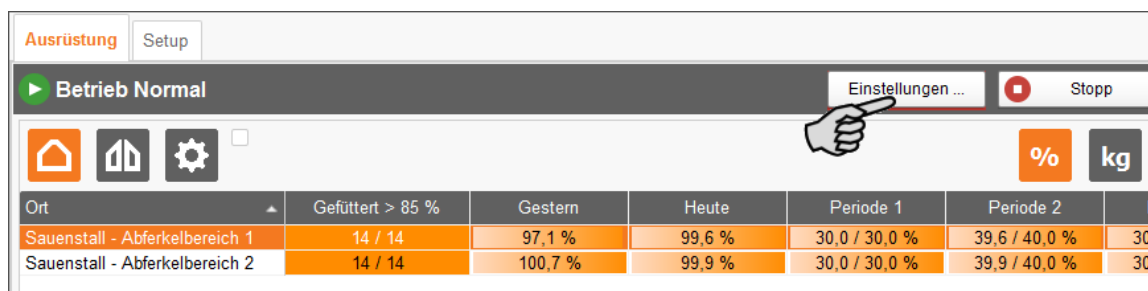 Ausrüstung Setup
Betrieb Normal Einstellungen ... Stopp
% kg
Ort Gefüttert > 85 % Gestern Heute Periode 1 Periode 2
Sauenstall - Abferkelbereich 1 14 / 14 97,1 % 99,6 % 30,0 / 30,0 % 39,6 / 40,0 % 30
Sauenstall - Abferkelbereich 2 14 / 14 100,7 % 99,9 % 30,0 / 30,0 % 39,9 / 40,0 % 30